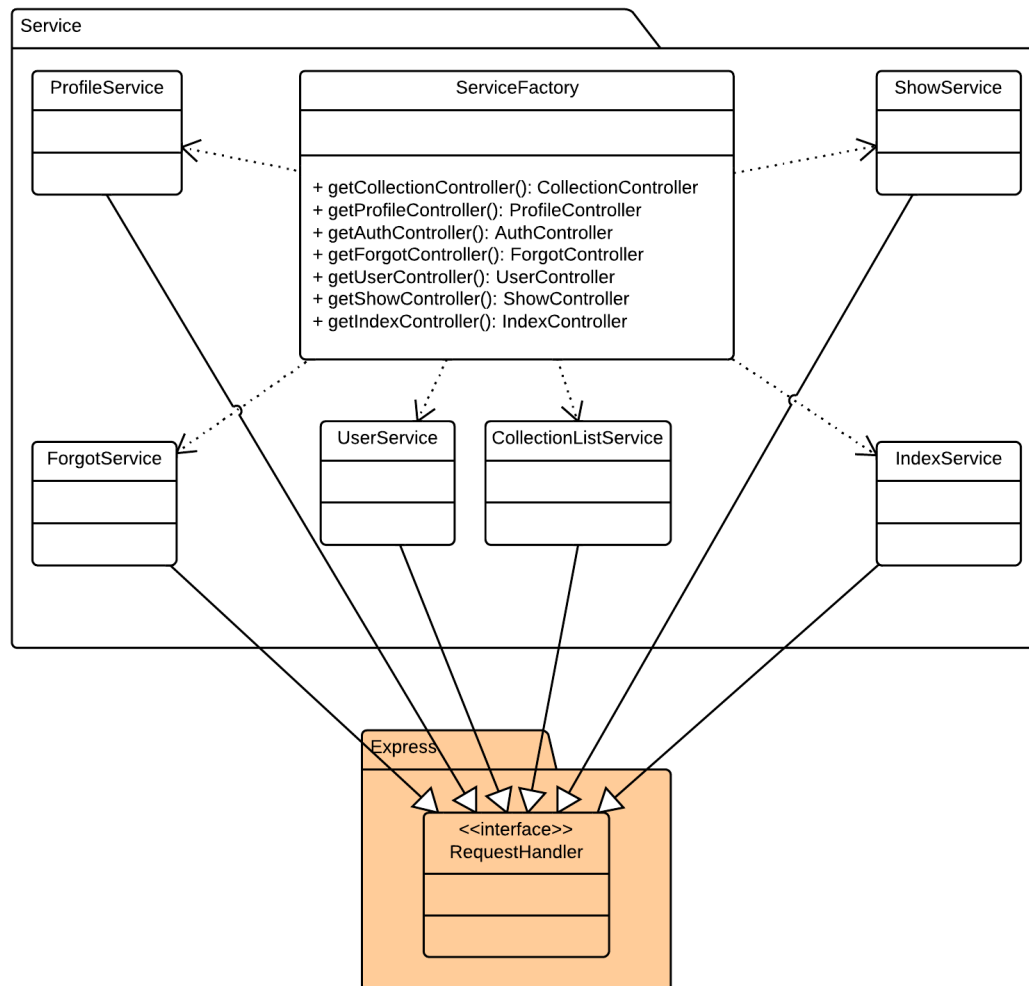 Service
ProfileService
ServiceFactory
ShowService
+ getCollectionController(): CollectionController
+ getProfileController(): ProfileController
+ getAuthController(): AuthController
+ getForgotController(): ForgotController
+ getUserController(): UserController
+ getShowController(): ShowController
+ getIndexController(): IndexController
ForgotService
UserService
CollectionListService
IndexService
Express
<<interface>>
RequestHandler